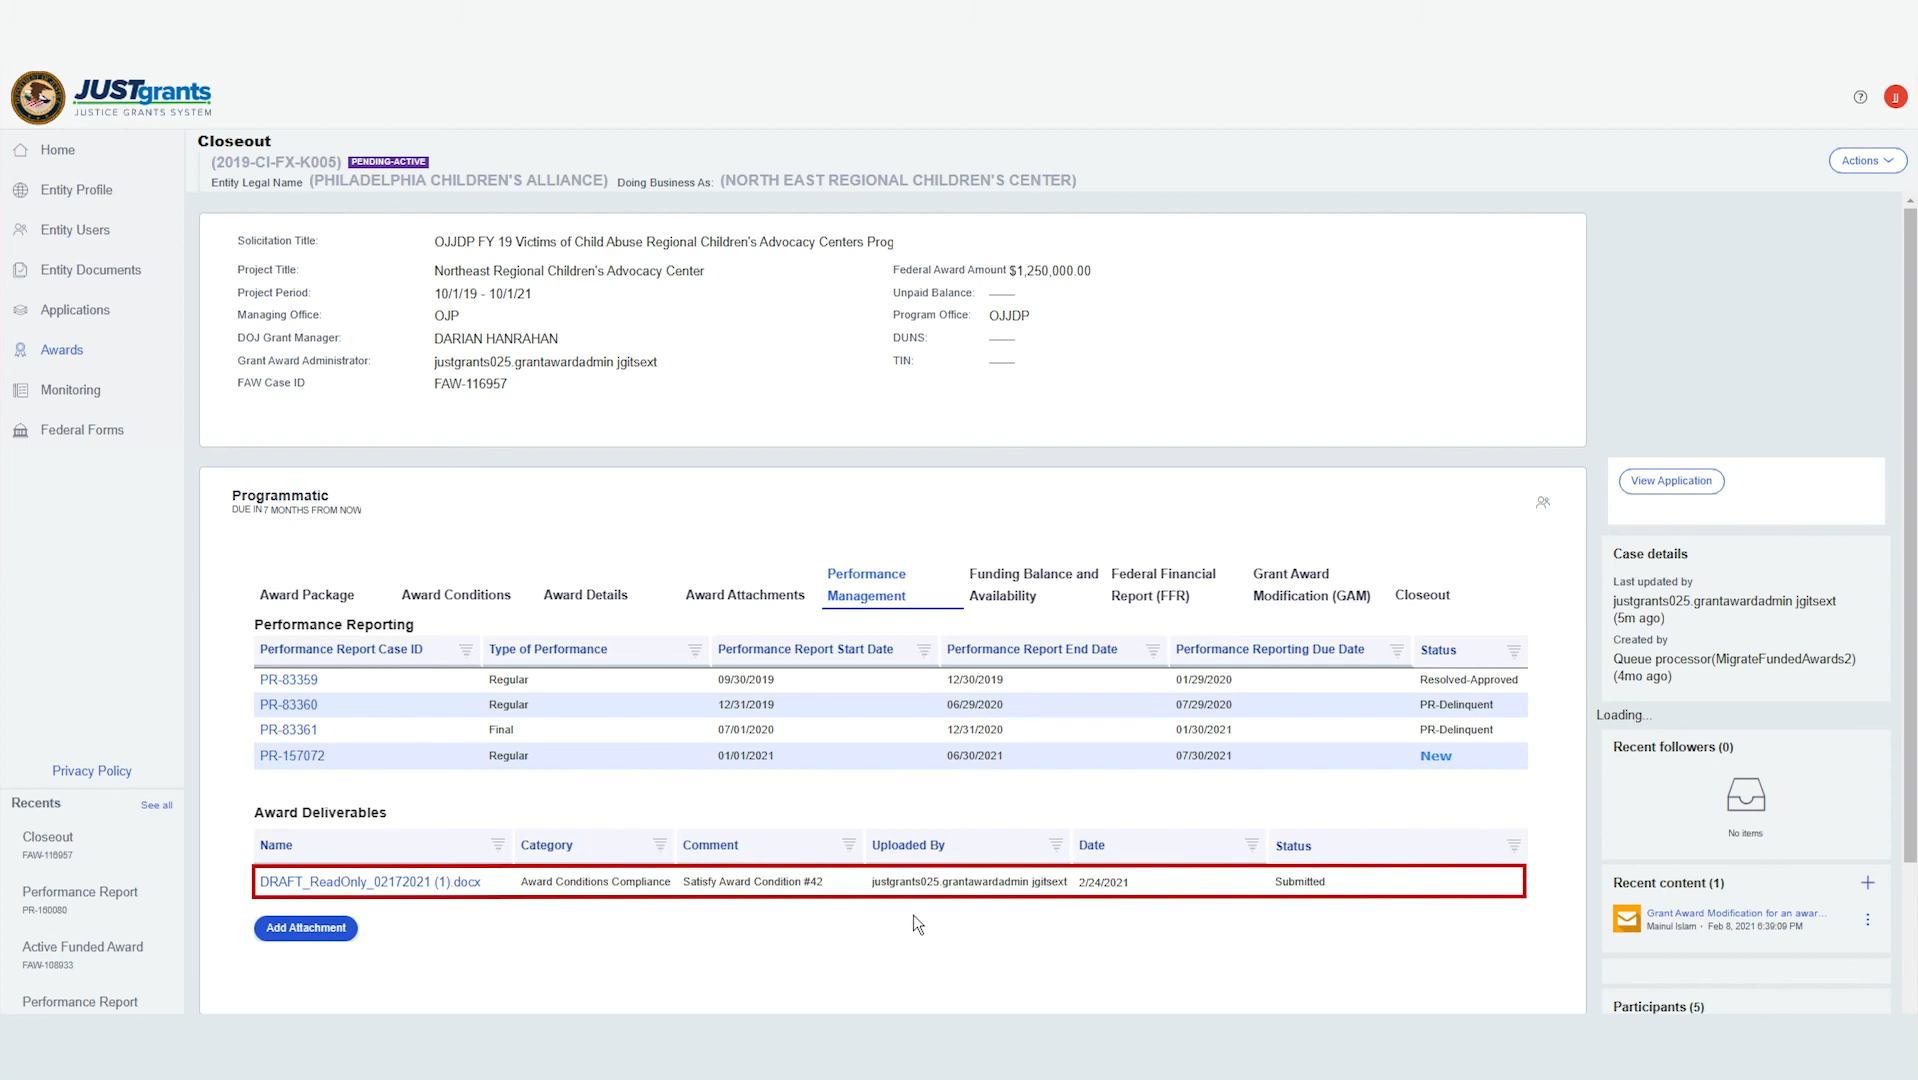 JUSTgrants
JUSTICE GRANTS SYSTEM
?
JJ
Home
Entity Profile
Entity Users
Entity Documents
Applications
Awards
Monitoring
Federal Forms
Privacy Policy
Recents
See all
Closeout
FAW-116957
Performance Report
PR-160080
Active Funded Award
FAW-108933
Performance Report
Closeout
(2019-CI-FX-K005) PENDING-ACTIVE
Entity Legal Name (PHILADELPHIA CHILDREN'S ALLIANCE) Doing Business As: (NORTH EAST REGIONAL CHILDREN'S CENTER)
Actions
Solicitation Title: OJJDP FY 19 Victims of Child Abuse Regional Children's Advocacy Centers Prog
Project Title: Northeast Regional Children's Advocacy Center Federal Award Amount $1,250,000.00
Project Period: 10/1/19 - 10/1/21 Unpaid Balance:
Managing Office: OJP Program Office: OJJDP
DOJ Grant Manager: DARIAN HANRAHAN DUNS:
Grant Award Administrator: justgrants025.grantawardadmin jgitsext TIN:
FAW Case ID FAW-116957
Programmatic
DUE IN 7 MONTHS FROM NOW
Award Package Award Conditions Award Details Award Attachments Performance Management Funding Balance and Availability Federal Financial Report (FFR) Grant Award Modification (GAM) Closeout
Performance Reporting
Performance Report Case ID Type of Performance Performance Report Start Date Performance Report End Date Performance Reporting Due Date Status
PR-83359 Regular 09/30/2019 12/30/2019 01/29/2020 Resolved-Approved
PR-83360 Regular 12/31/2019 06/29/2020 07/29/2020 PR-Delinquent
PR-83361 Final 07/01/2020 12/31/2020 01/30/2021 PR-Delinquent
PR-157072 Regular 01/01/2021 06/30/2021 07/30/2021 New
Award Deliverables
Name Category Comment Uploaded By Date Status
DRAFT_ReadOnly_02172021 (1).docx Award Conditions Compliance Satisfy Award Condition #42 justgrants025.grantawardadmin jgitsext 2/24/2021 Submitted
Add Attachment
View Application
Case details
Last updated by
justgrants025.grantawardadmin jgitsext
(5m ago)
Created by
Queue processor(MigrateFundedAwards2)
(4mo ago)
Loading...
Recent followers (0)
No items
Recent content (1)
Grant Award Modification for an awar...
Mainul Islam · Feb 8, 2021 6:39:09 PM
Participants (5)